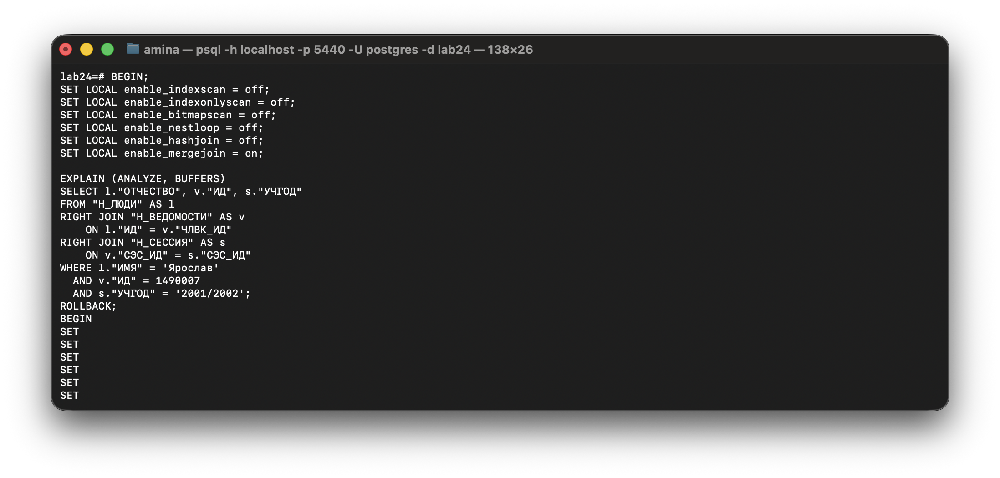 amina — psql -h localhost -p 5440 -U postgres -d lab24 — 138×26
lab24=# BEGIN;
SET LOCAL enable_indexscan = off;
SET LOCAL enable_indexonlyscan = off;
SET LOCAL enable_bitmapscan = off;
SET LOCAL enable_nestloop = off;
SET LOCAL enable_hashjoin = off;
SET LOCAL enable_mergejoin = on;
EXPLAIN (ANALYZE, BUFFERS)
SELECT l."ОТЧЕСТВО", v."ИД", s."УЧГОД"
FROM "Н_ЛЮДИ" AS l
RIGHT JOIN "Н_ВЕДОМОСТИ" AS v
    ON l."ИД" = v."ЧЛВК_ИД"
RIGHT JOIN "Н_СЕССИЯ" AS s
    ON v."СЭС_ИД" = s."СЭС_ИД"
WHERE l."ИМЯ" = 'Ярослав'
  AND v."ИД" = 1490007
  AND s."УЧГОД" = '2001/2002';
ROLLBACK;
BEGIN
SET
SET
SET
SET
SET
SET